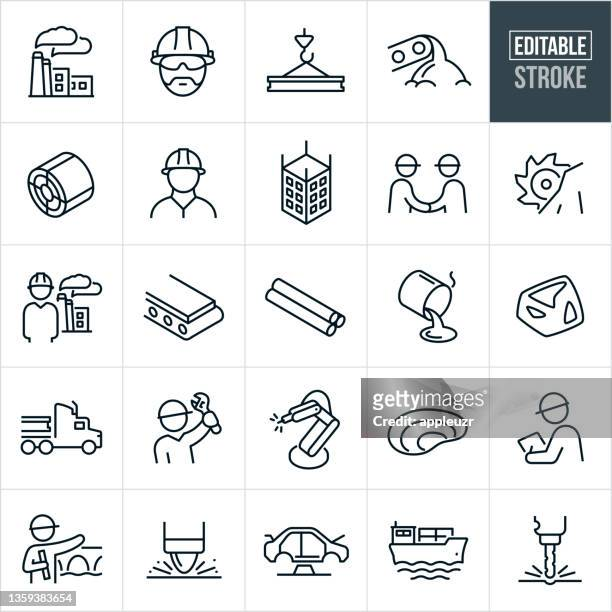 EDITABLE
STROKE
gettyimages
Credit: appleuzr
1359383654